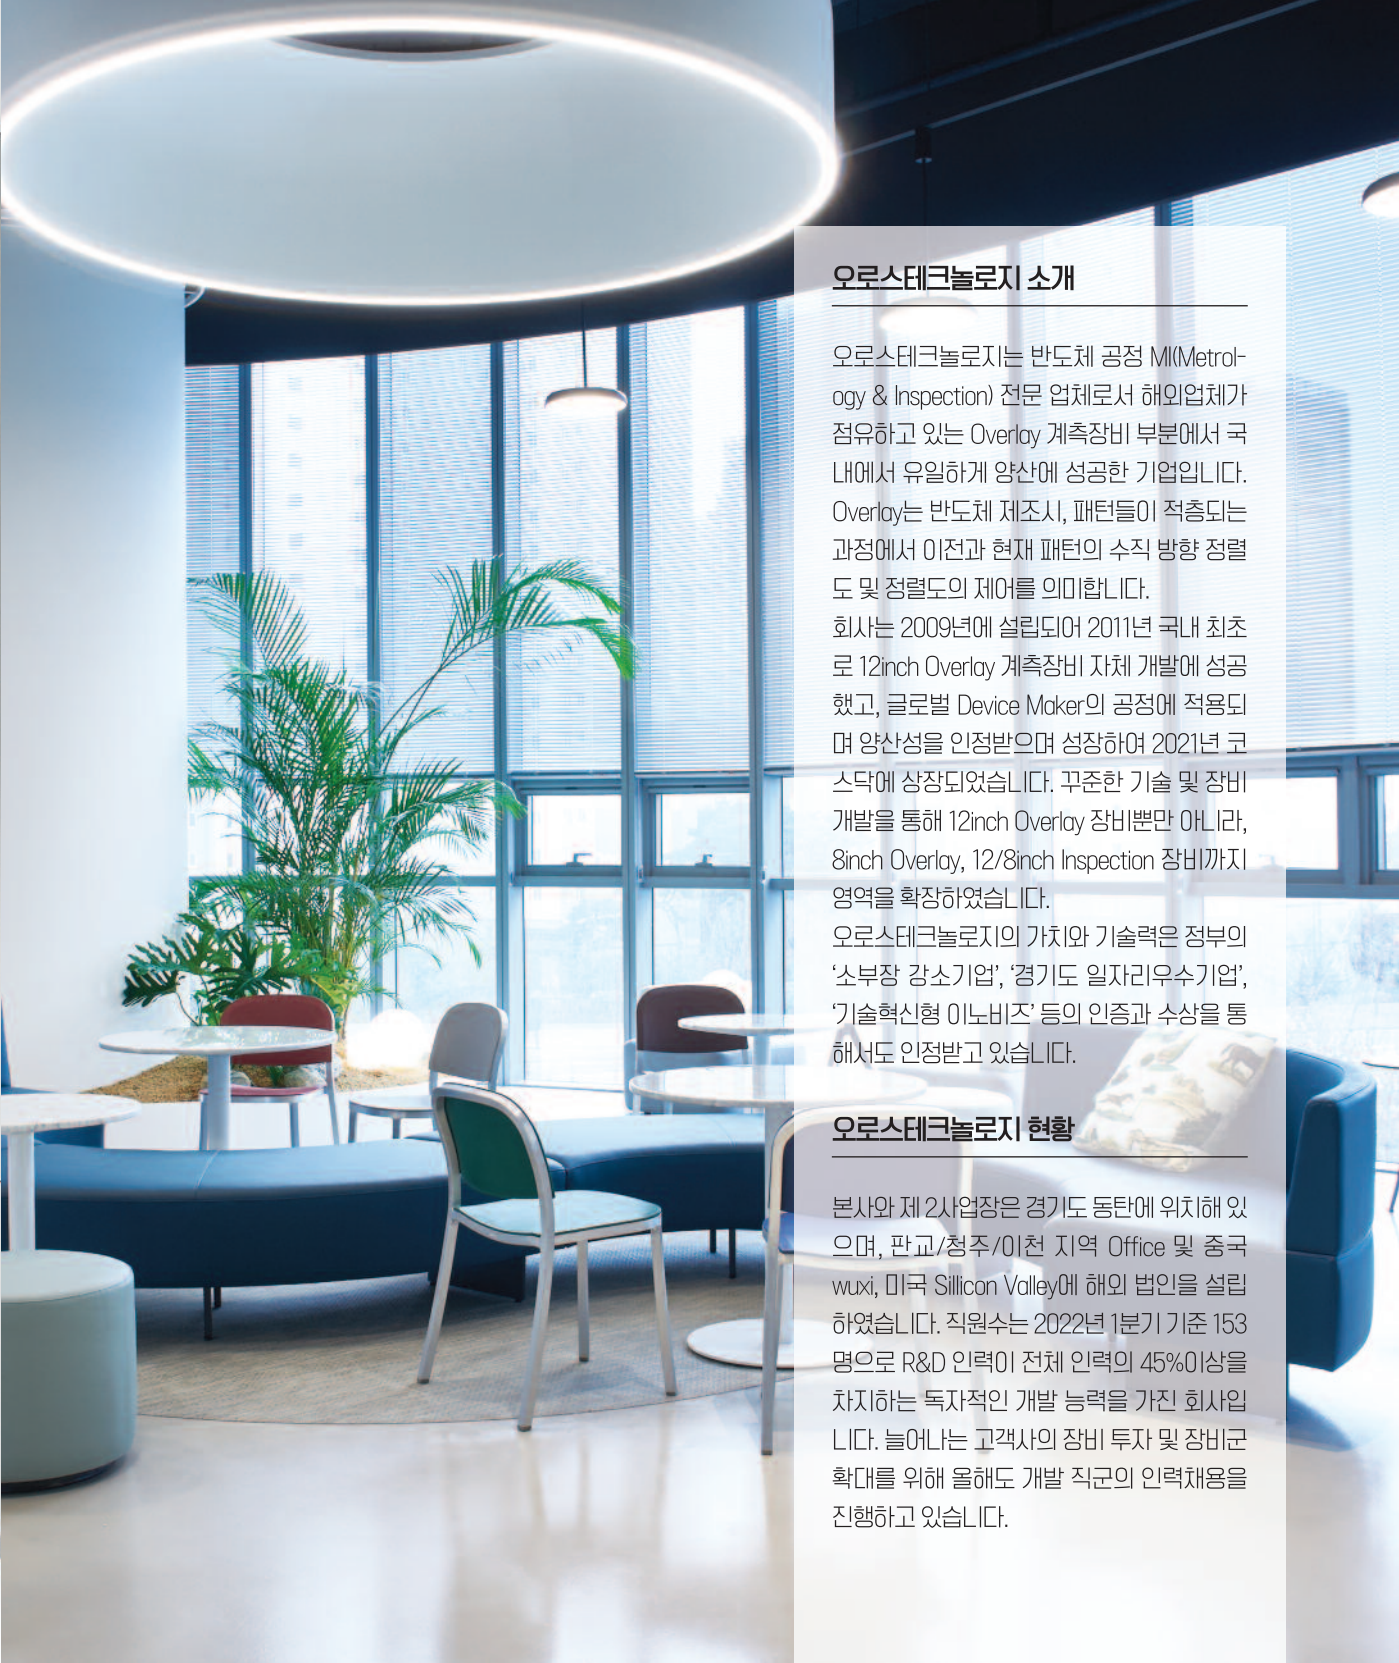 오로스테크놀로지 소개
오로스테크놀로지는 반도체 공정 MI(Metrol-
ogy & Inspection) 전문 업체로서 해외업체가
점유하고 있는 Overlay 계측장비 부분에서 국
내에서 유일하게 양산에 성공한 기업입니다.
Overlay는 반도체 제조시, 패턴들이 적층되는
과정에서 이전과 현재 패턴의 수직 방향 정렬
도 및 정렬도의 제어를 의미합니다.
회사는 2009년에 설립되어 2011년 국내 최초
로 12inch Overlay 계측장비 자체 개발에 성공
했고, 글로벌 Device Maker의 공정에 적용되
며 양산성을 인정받으며 성장하여 2021년 코
스닥에 상장되었습니다. 꾸준한 기술 및 장비
개발을 통해 12inch Overlay 장비뿐만 아니라,
8inch Overlay, 12/8inch Inspection 장비까지
영역을 확장하였습니다.
오로스테크놀로지의 가치와 기술력은 정부의
‘소부장 강소기업’, ‘경기도 일자리우수기업’,
‘기술혁신형 이노비즈’ 등의 인증과 수상을 통
해서도 인정받고 있습니다.
오로스테크놀로지 현황
본사와 제 2사업장은 경기도 동탄에 위치해 있
으며, 판교/청주/이천 지역 Office 및 중국
wuxi, 미국 Sillicon Valley에 해외 법인을 설립
하였습니다. 직원수는 2022년 1분기 기준 153
명으로 R&D 인력이 전체 인력의 45%이상을
차지하는 독자적인 개발 능력을 가진 회사입
니다. 늘어나는 고객사의 장비 투자 및 장비군
확대를 위해 올해도 개발 직군의 인력채용을
진행하고 있습니다.